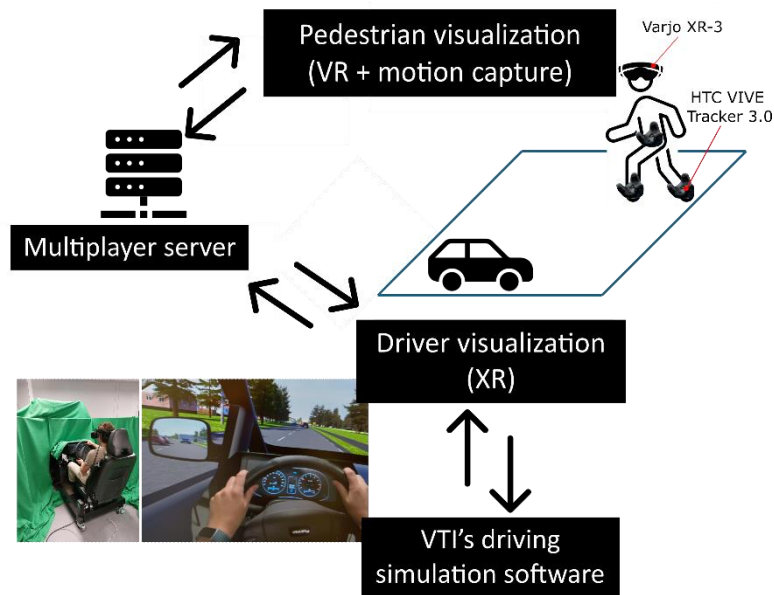 Pedestrian visualization
(VR + motion capture)
Varjo XR-3
HTC VIVE
Tracker 3.0
Multiplayer server
Driver visualization
(XR)
VTI’s driving
simulation software